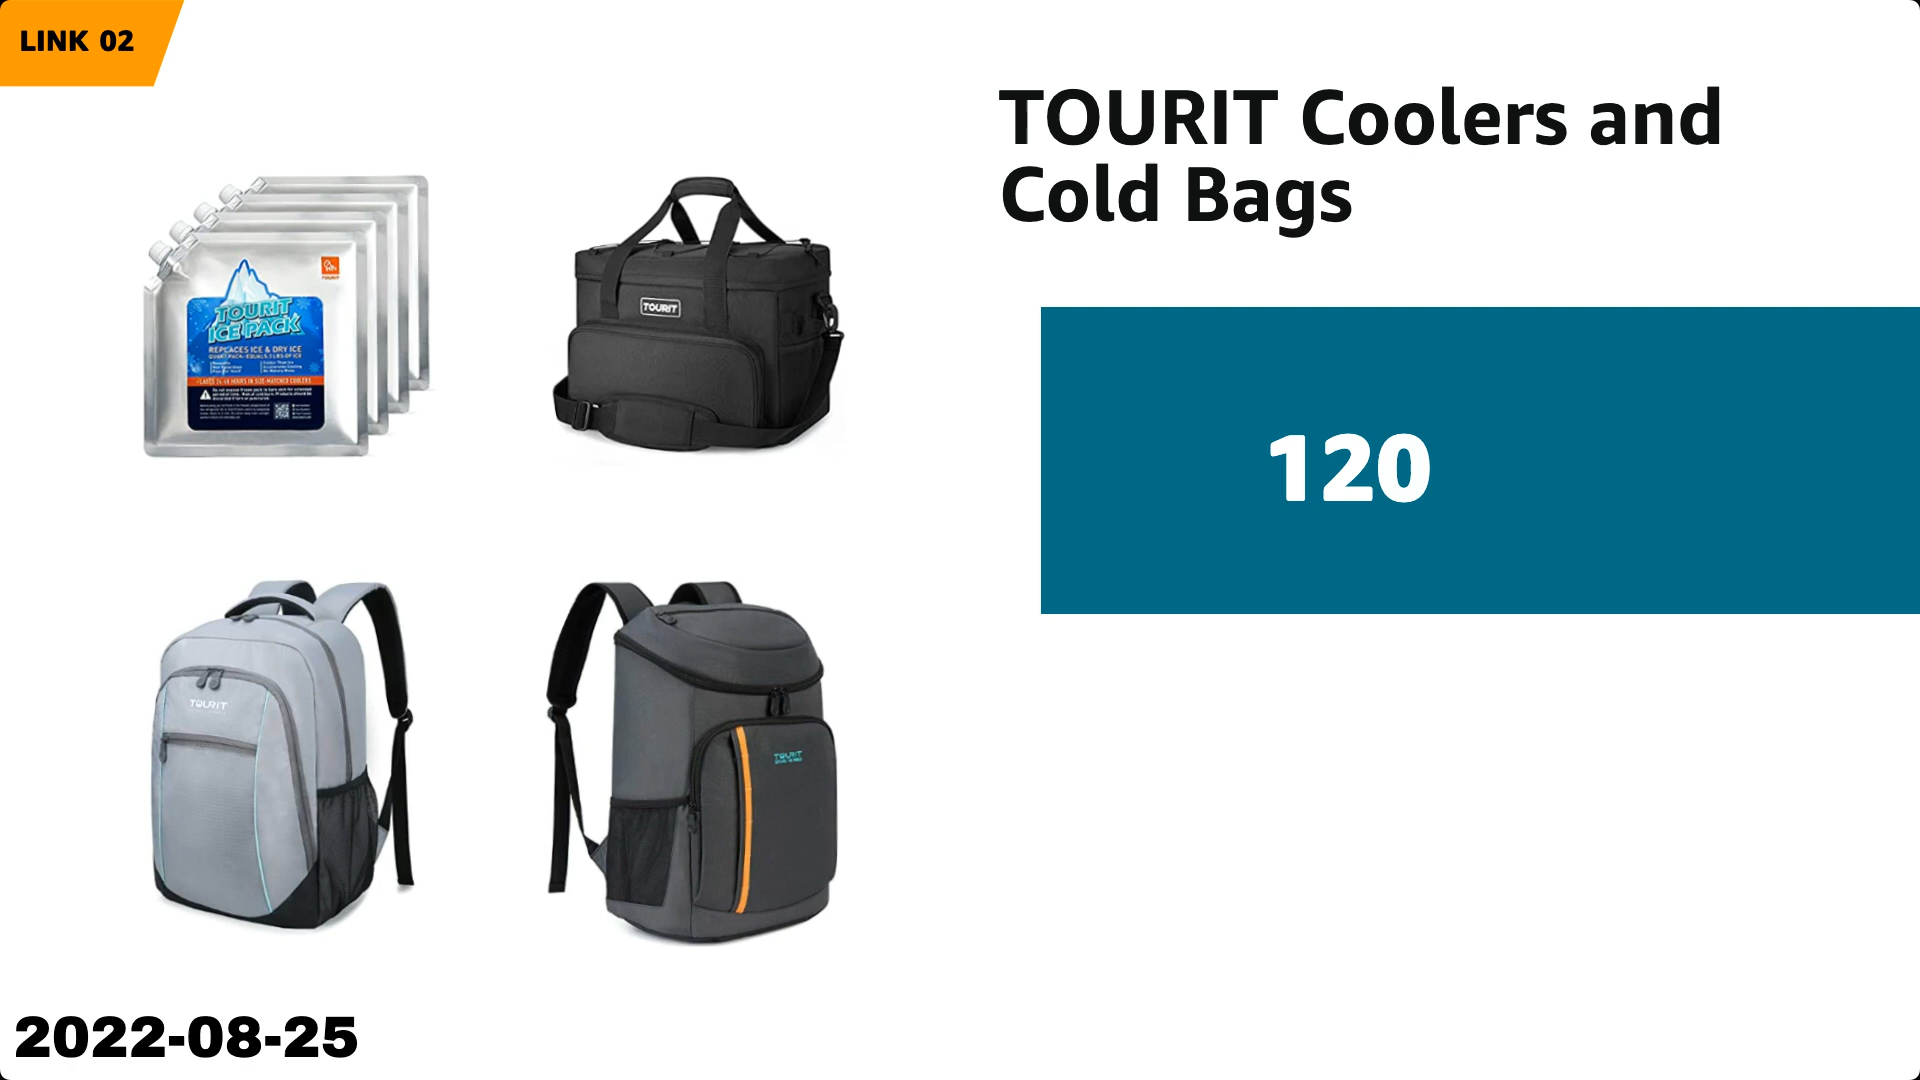 LINK 02
TOURIT Coolers and
Cold Bags
TOURIT
TOURIT
ICE PACK
REPLACES ICE & DRY ICE
TOURIT
120
TOURIT
TOURIT
2022-08-25